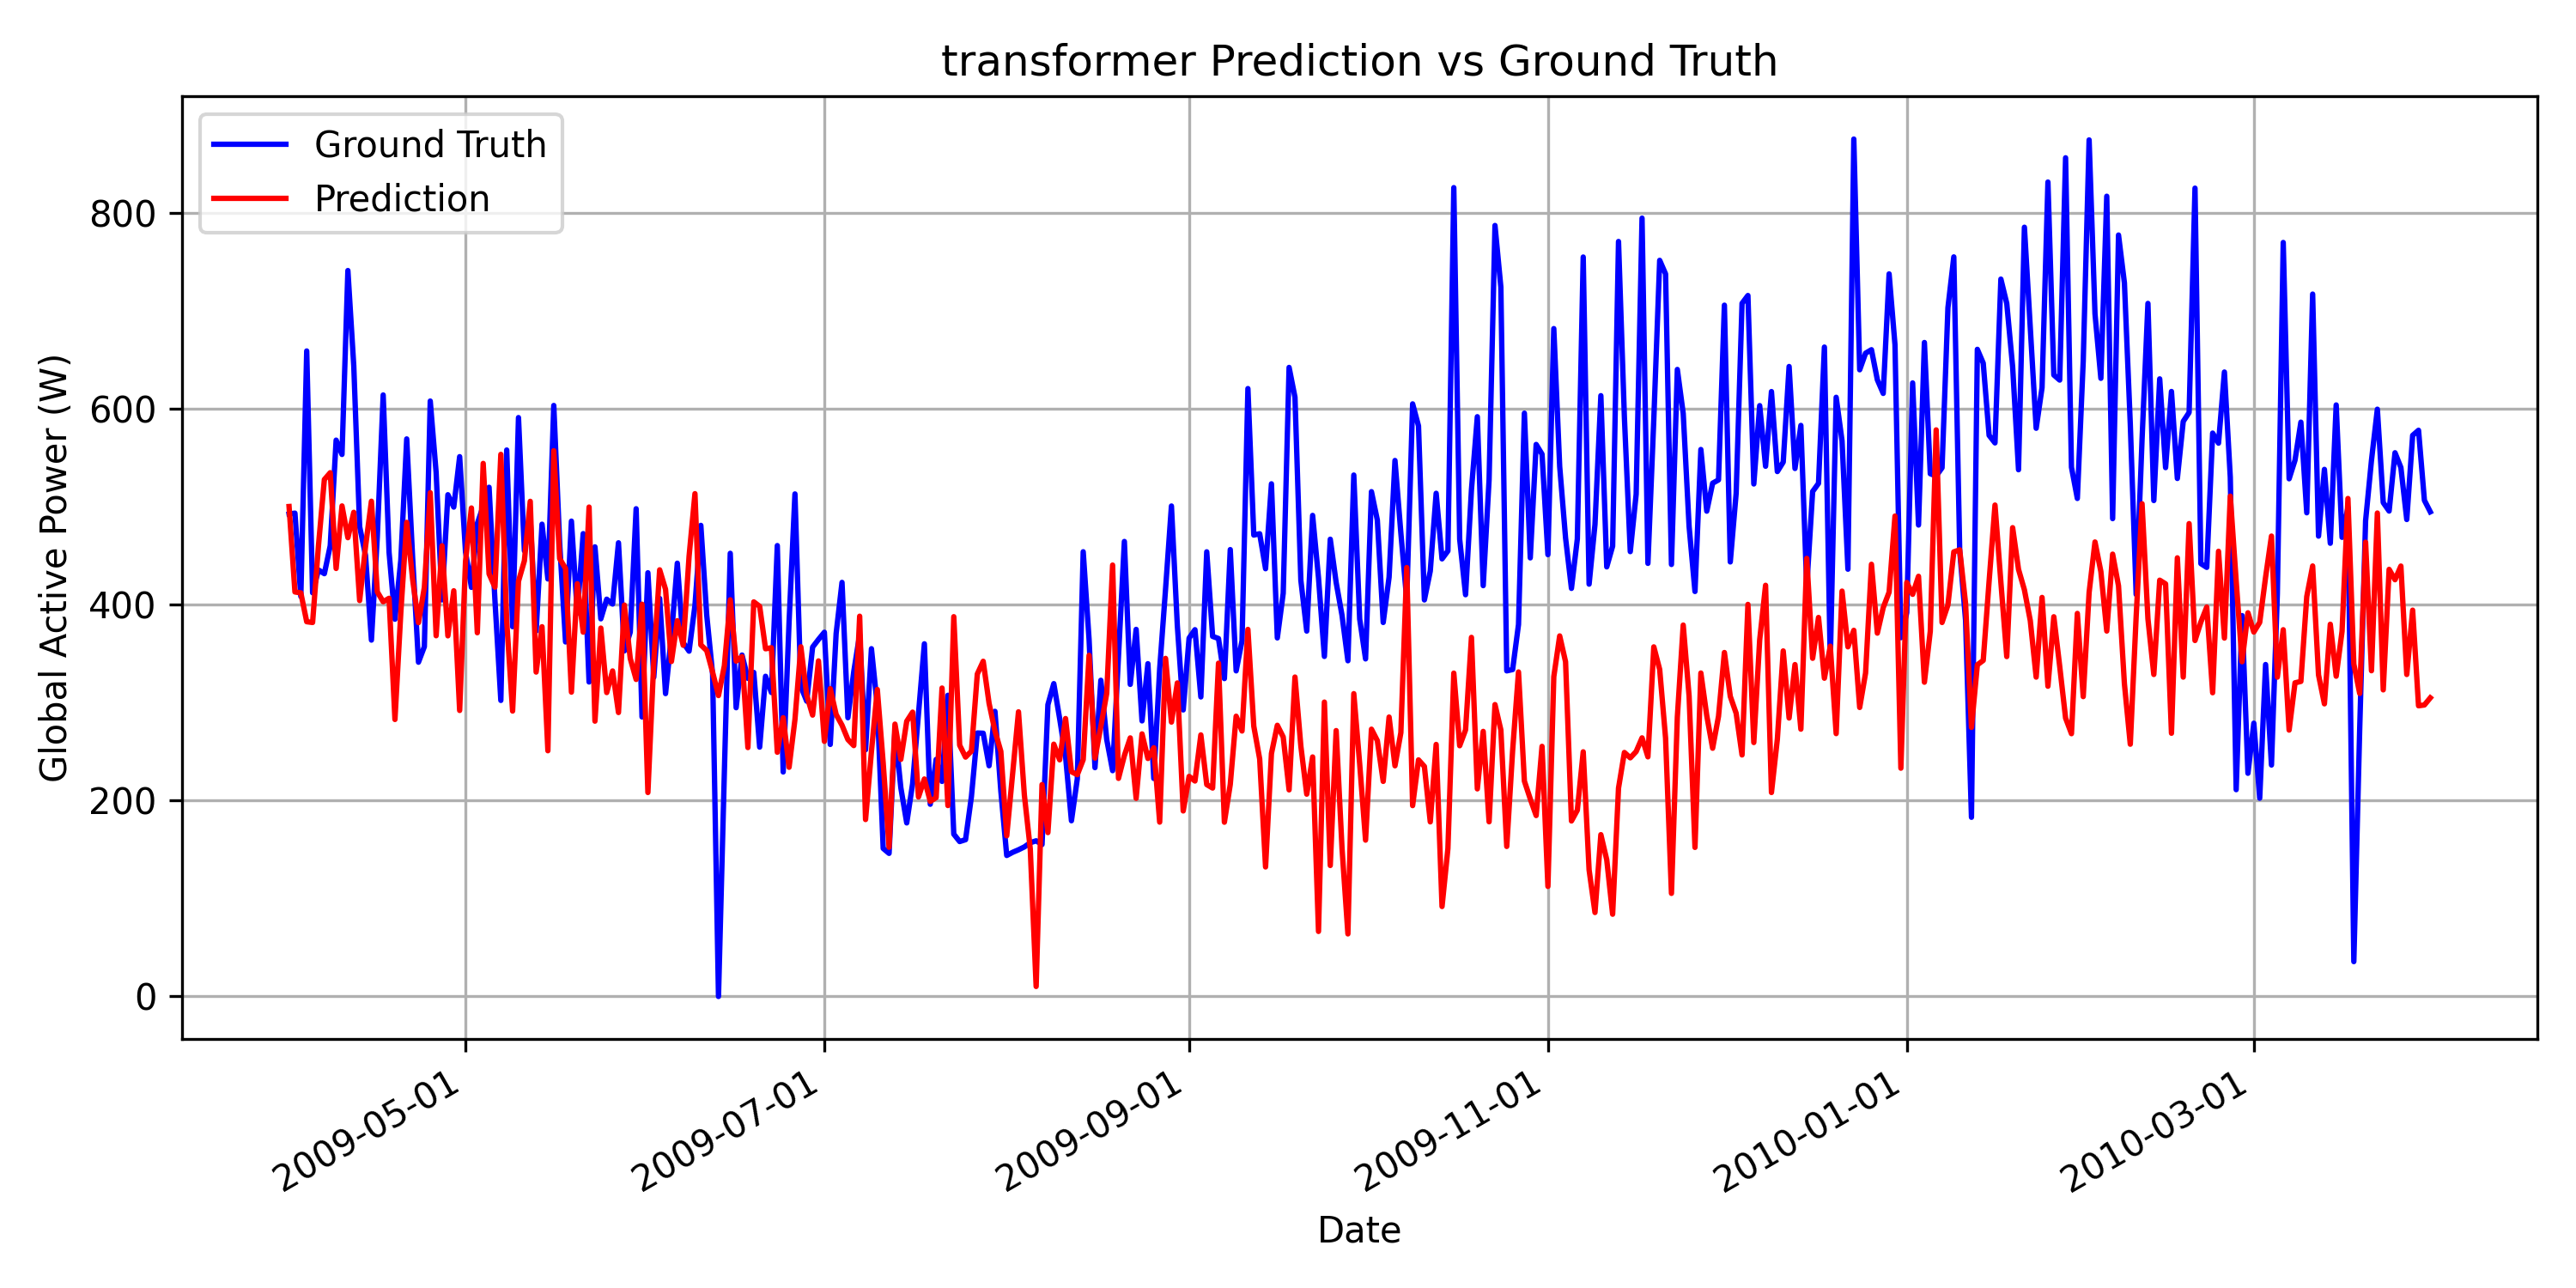 transformer Prediction vs Ground Truth
Ground Truth
Prediction
Global Active Power (W)
800
600
400
200
0
2009-05-01
2009-07-01
2009-09-01
2009-11-01
2010-01-01
2010-03-01
Date